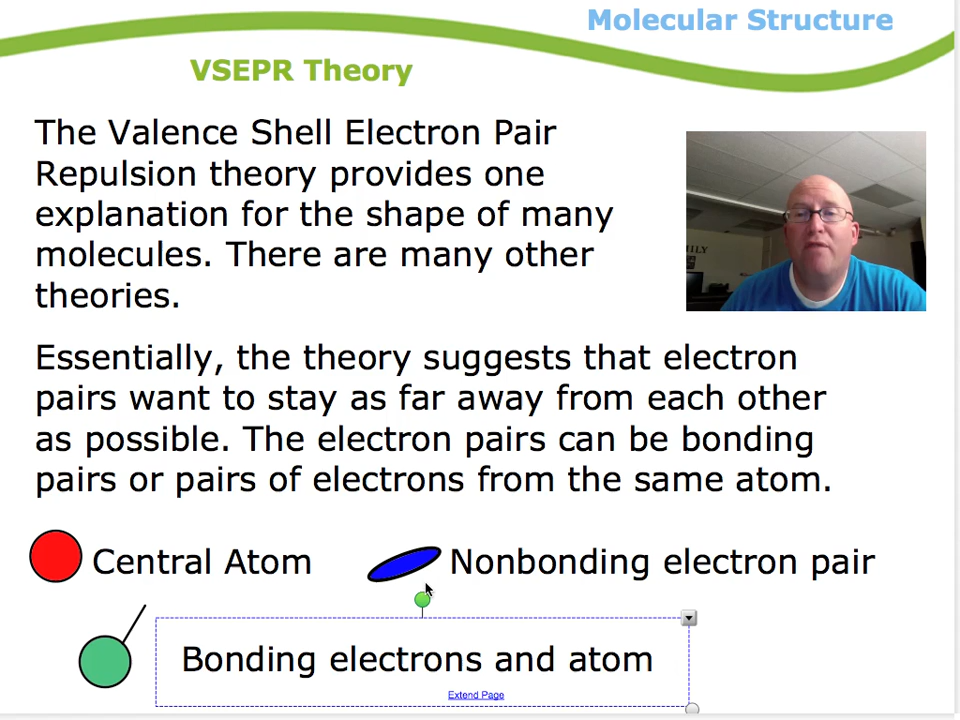 Molecular Structure
VSEPR Theory
The Valence Shell Electron Pair
Repulsion theory provides one
explanation for the shape of many
molecules. There are many other
theories.
Essentially, the theory suggests that electron
pairs want to stay as far away from each other
as possible. The electron pairs can be bonding
pairs or pairs of electrons from the same atom.
Central Atom
Nonbonding electron pair
Bonding electrons and atom
Extend Page